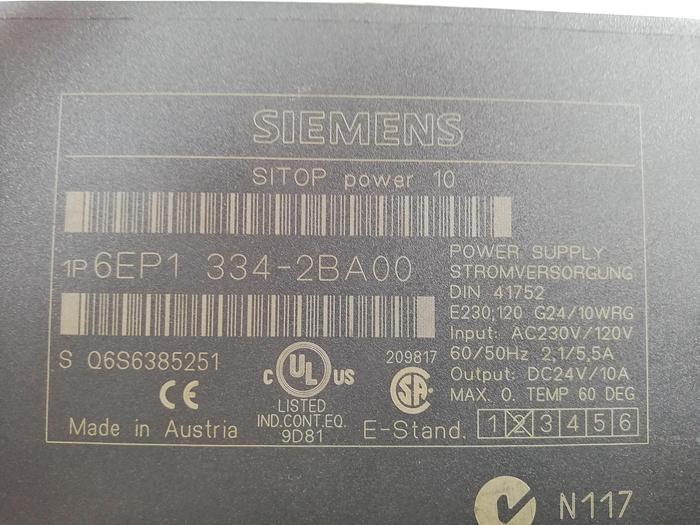 SIEMENS
SITOP power 10
1P 6EP1 334-2BA00
POWER SUPPLY
STROMVERSORGUNG
DIN 41752
E230;120 G24/10WRG
Input: AC230V/120V
60/50Hz 2,1/5,5A
Output: DC24V/10A
MAX. O. TEMP 60 DEG
S Q6S6385251
CE
C UL US
LISTED
IND.CONT.EQ.
9D81
209817
SA
Made in Austria
E-Stand. 1 2 3 4 5 6
N117